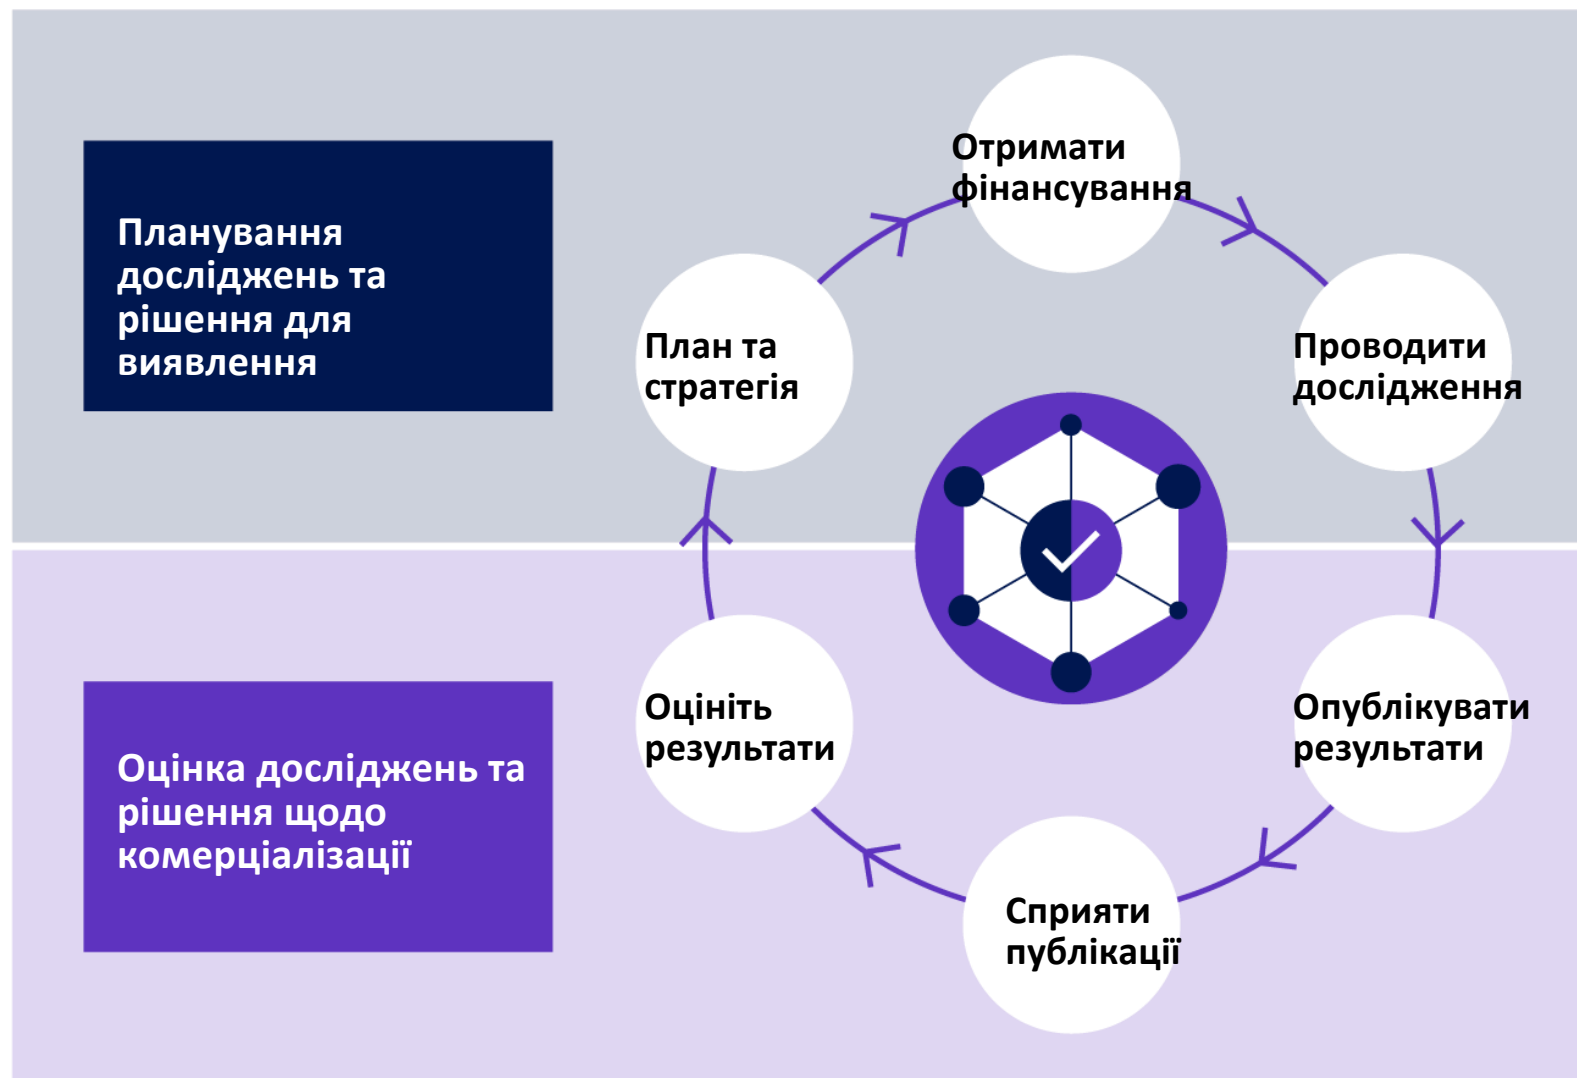 Планування
досліджень та
рішення для
виявлення
Отримати
фінансування
План та
стратегія
Проводити
дослідження
Оцінка досліджень та
рішення щодо
комерціалізації
Оцініть
результати
Опублікувати
результати
Сприяти
публікації